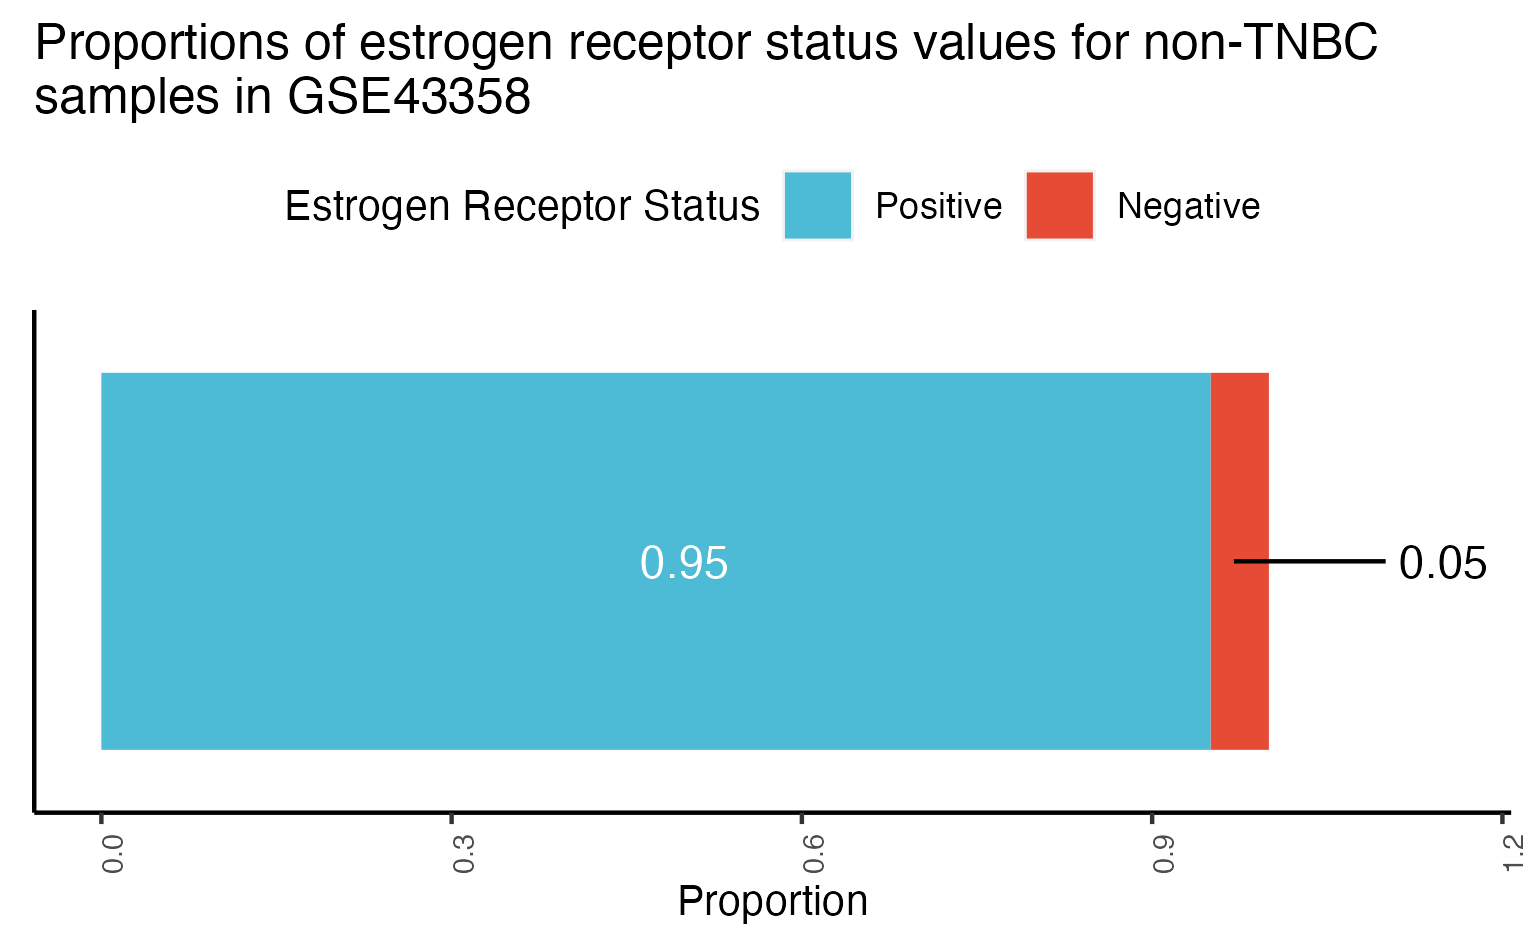 Proportions of estrogen receptor status values for non-TNBC
samples in GSE43358
Estrogen Receptor Status Positive Negative
0.95
0.05
0.0 0.3 0.6 0.9 1.2
Proportion